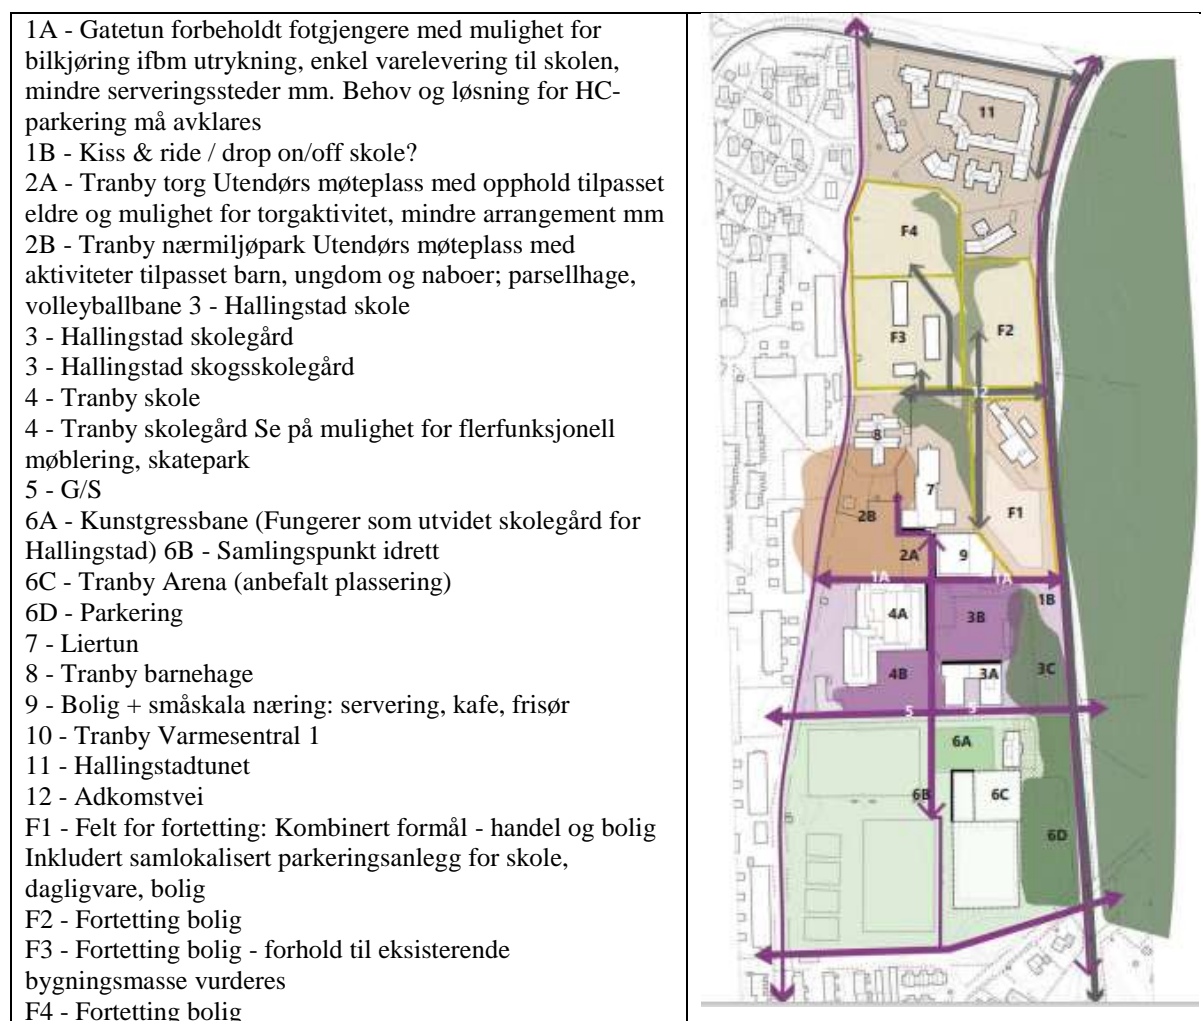 1A - Gatetun forbeholdt fotgjengere med mulighet for
bilkjøring ifbm utrykning, enkel varelevering til skolen,
mindre serveringssteder mm. Behov og løsning for HC-
parkering må avklares
1B - Kiss & ride / drop on/off skole?
2A - Tranby torg Utendørs møteplass med opphold tilpasset
eldre og mulighet for torgaktivitet, mindre arrangement mm
2B - Tranby nærmiljøpark Utendørs møteplass med
aktiviteter tilpasset barn, ungdom og naboer; parsellhage,
volleyballbane 3 - Hallingstad skole
3 - Hallingstad skolegård
3 - Hallingstad skogsskolegård
4 - Tranby skole
4 - Tranby skolegård Se på mulighet for flerfunksjonell
møblering, skatepark
5 - G/S
6A - Kunstgressbane (Fungerer som utvidet skolegård for
Hallingstad) 6B - Samlingspunkt idrett
6C - Tranby Arena (anbefalt plassering)
6D - Parkering
7 - Liertun
8 - Tranby barnehage
9 - Bolig + småskala næring: servering, kafe, frisør
10 - Tranby Varmesentral 1
11 - Hallingstadtunet
12 - Adkomstvei
F1 - Felt for fortetting: Kombinert formål - handel og bolig
Inkludert samlokalisert parkeringsanlegg for skole,
dagligvare, bolig
F2 - Fortetting bolig
F3 - Fortetting bolig - forhold til eksisterende
bygningsmasse vurderes
F4 - Fortetting bolig
11
F4
F3
F2
12
8
7
2B
F1
2A
9
1A
1A
1B
4A
3B
4B
3A
3C
5
5
6A
6B
6C
6D